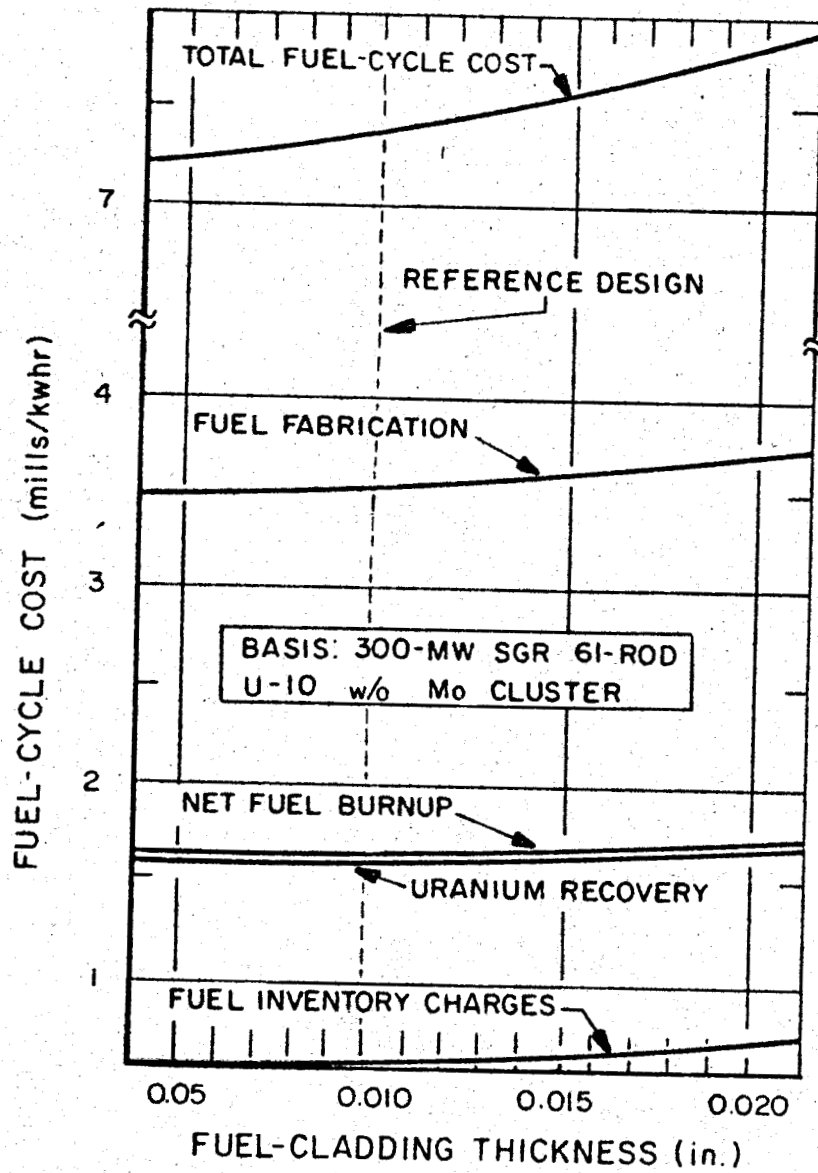 TOTAL FUEL-CYCLE COST
7
REFERENCE DESIGN
4
FUEL FABRICATION
3
BASIS: 300-MW SGR 61-ROD
U-10 w/o Mo CLUSTER
2
NET FUEL BURNUP
URANIUM RECOVERY
1
FUEL INVENTORY CHARGES
0.05 0.010 0.015 0.020
FUEL-CLADDING THICKNESS (in.)
FUEL-CYCLE COST (mills/kwhr)